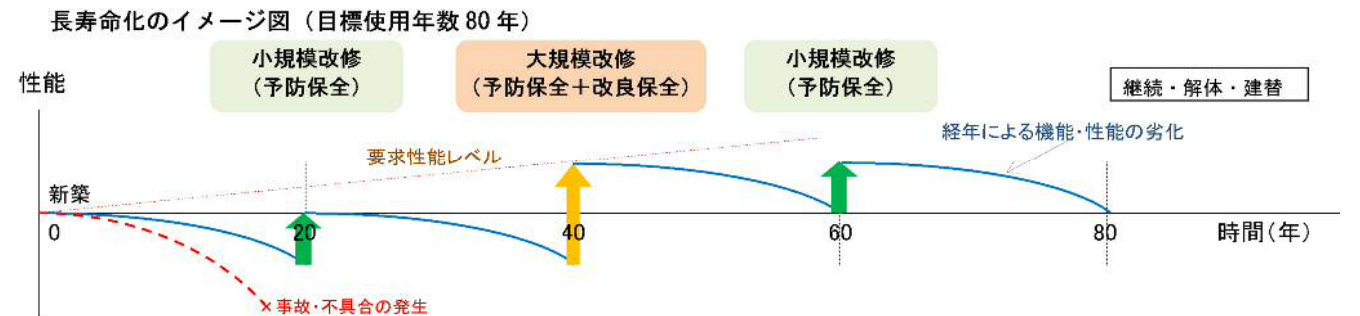 長寿命化のイメージ図（目標使用年数 80 年）
小規模改修
（予防保全）
大規模改修
（予防保全＋改良保全）
小規模改修
（予防保全）
性能
継続・解体・建替
経年による機能・性能の劣化
要求性能レベル
新築
0
20
40
60
80
時間（年）
×事故・不具合の発生